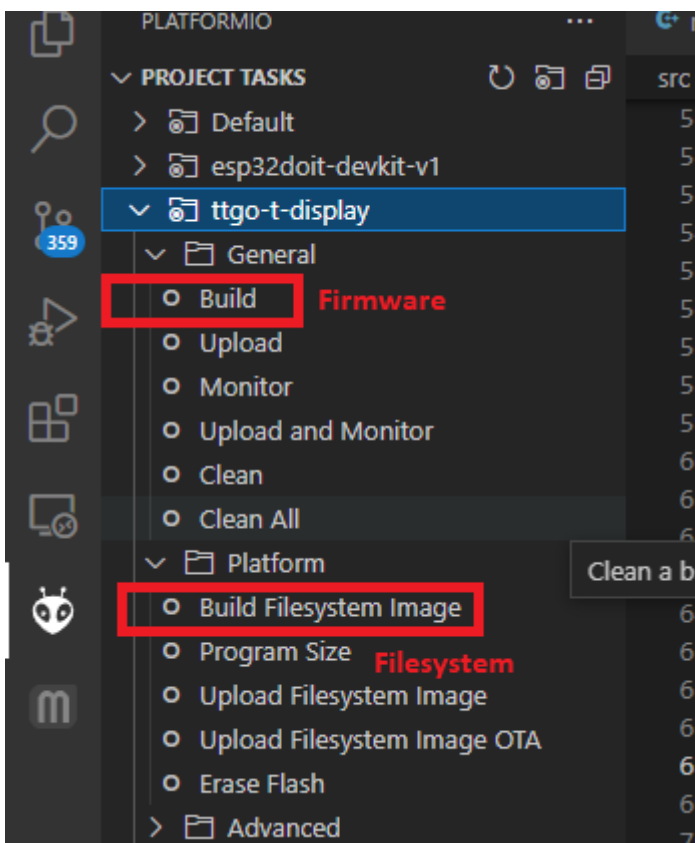 PLATFORMIO
PROJECT TASKS
src
Default
esp32doit-devkit-v1
ttgo-t-display
359
General
Build Firmware
Upload
Monitor
Upload and Monitor
Clean
Clean All
Platform
Clean a b
Build Filesystem Image
Program Size
Filesystem
Upload Filesystem Image
Upload Filesystem Image OTA
Erase Flash
Advanced